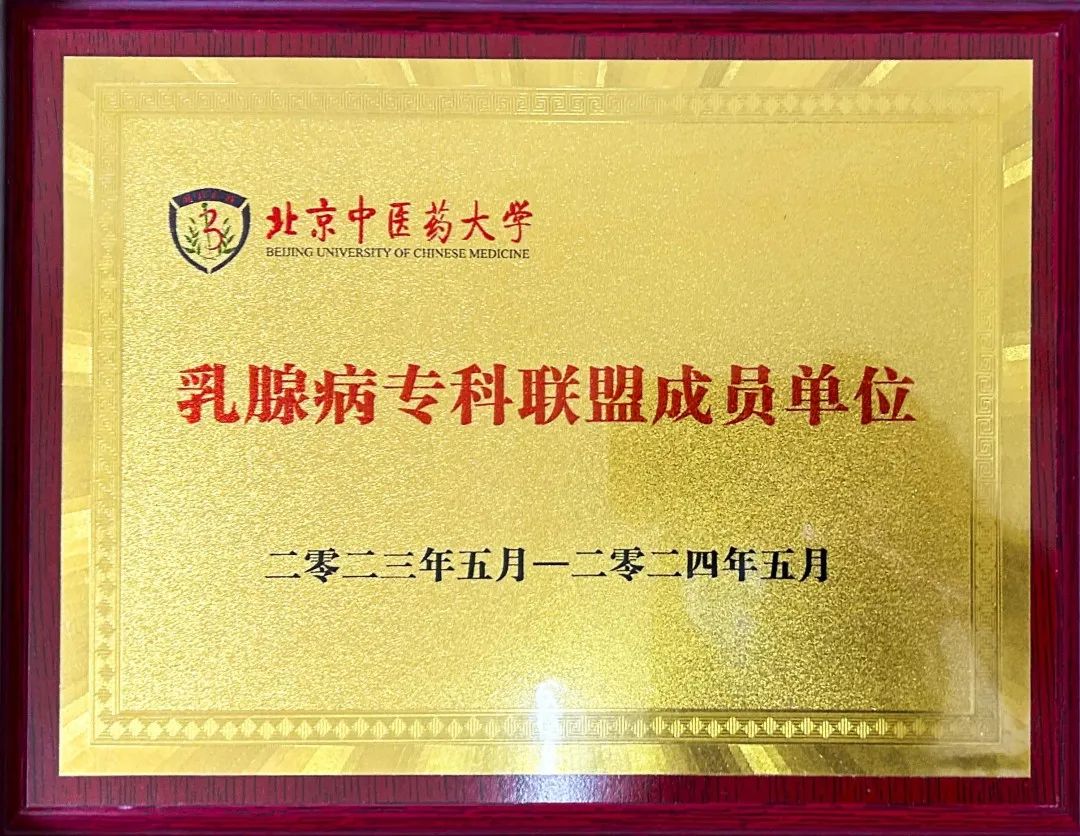 北京中医药大学
BEIJING UNIVERSITY OF CHINESE MEDICINE
乳腺病专科联盟成员单位
二零二三年五月—二零二四年五月